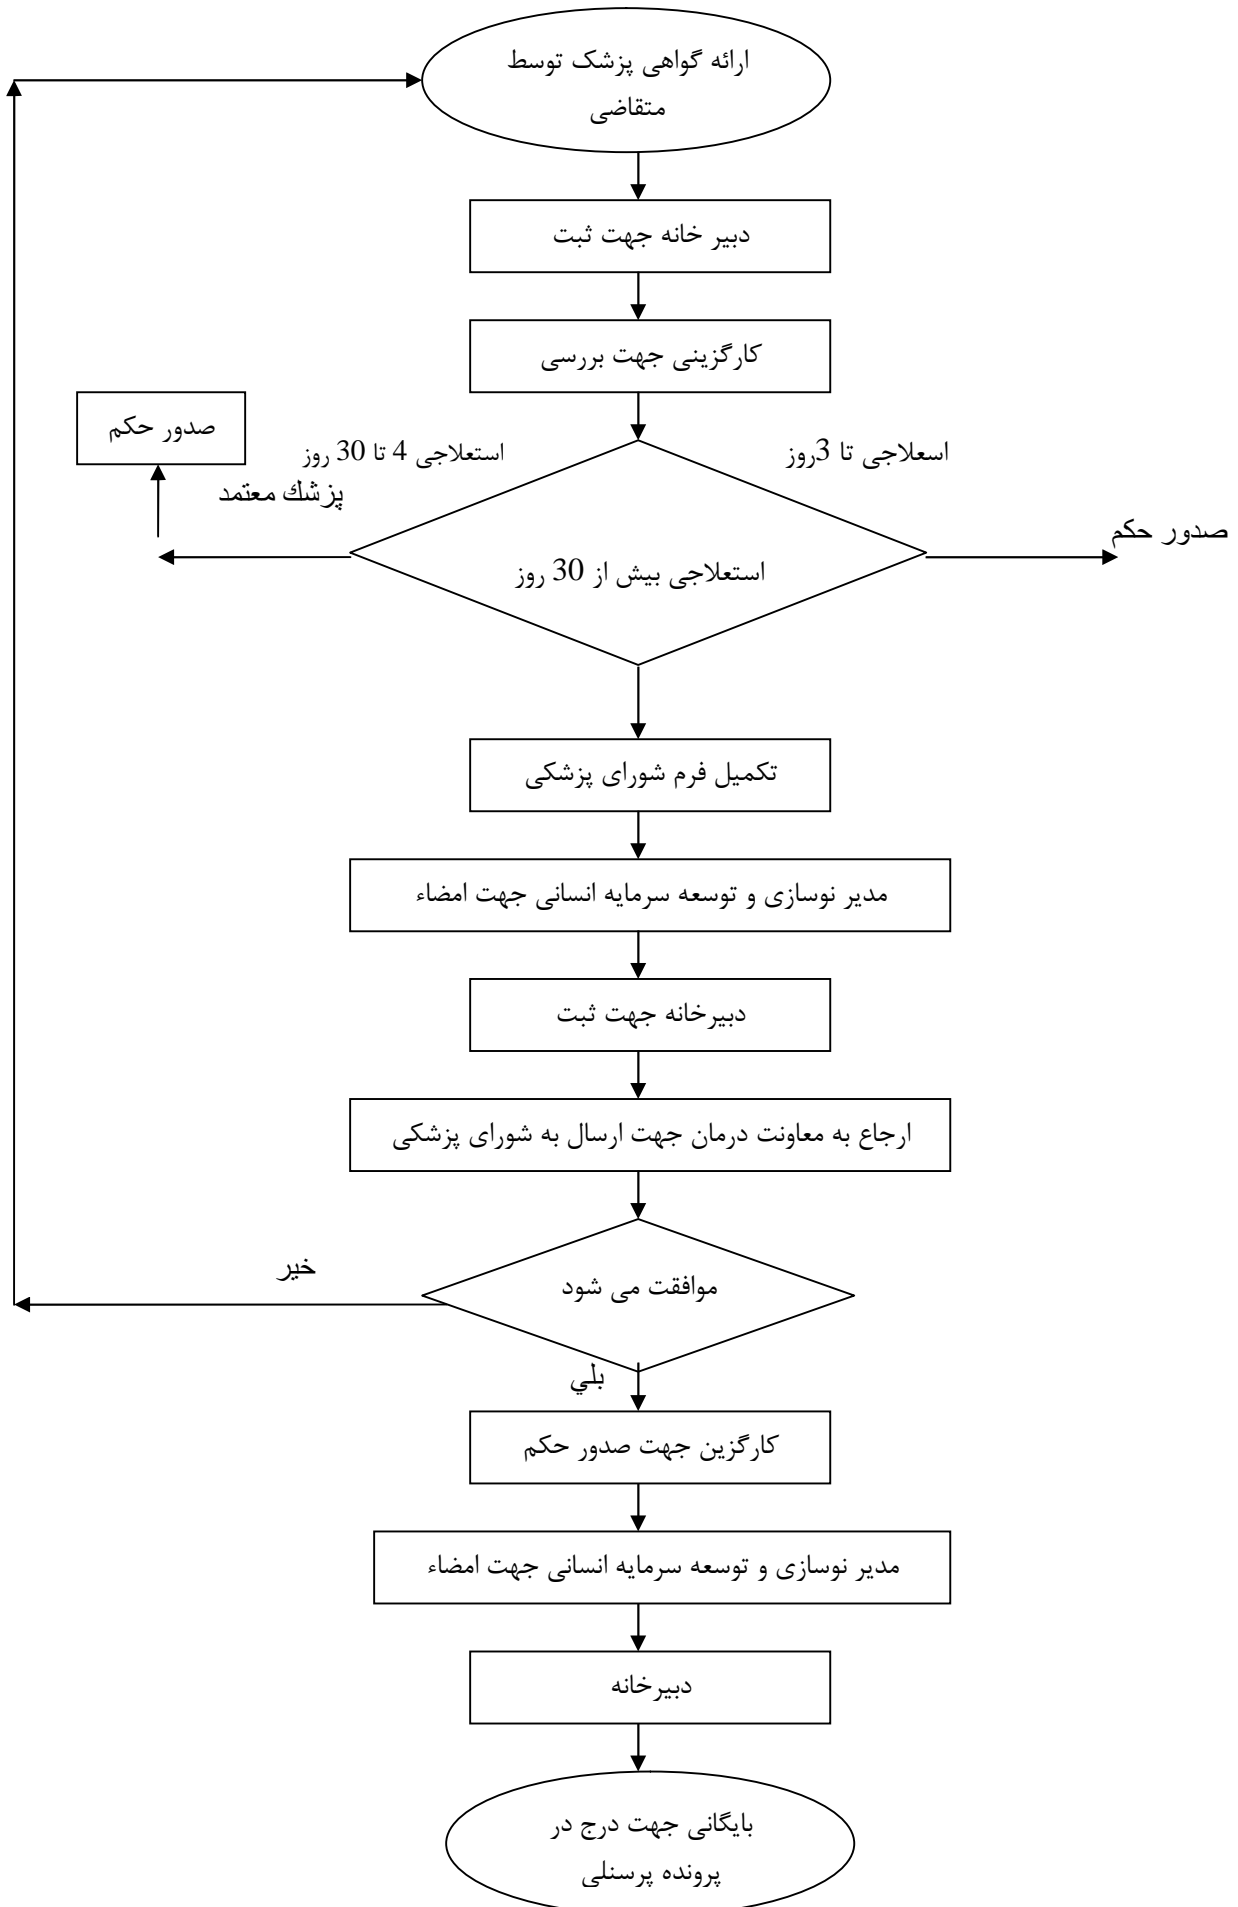 ارائه گواهی پزشک توسط
متقاضی
دبیر خانه جهت ثبت
کارگزینی جهت بررسی
صدور حکم
استعلاجی 4 تا 30 روز
اسعلاجی تا 3روز
پزشك معتمد
صدور حکم
استعلاجی بیش از 30 روز
تکمیل فرم شورای پزشکی
مدیر نوسازی و توسعه سرمایه انسانی جهت امضاء
دبیرخانه جهت ثبت
ارجاع به معاونت درمان جهت ارسال به شورای پزشکی
خیر
موافقت می شود
بلي
کارگزین جهت صدور حکم
مدیر نوسازی و توسعه سرمایه انسانی جهت امضاء
دبیرخانه
بایگانی جهت درج در
پرونده پرسنلی